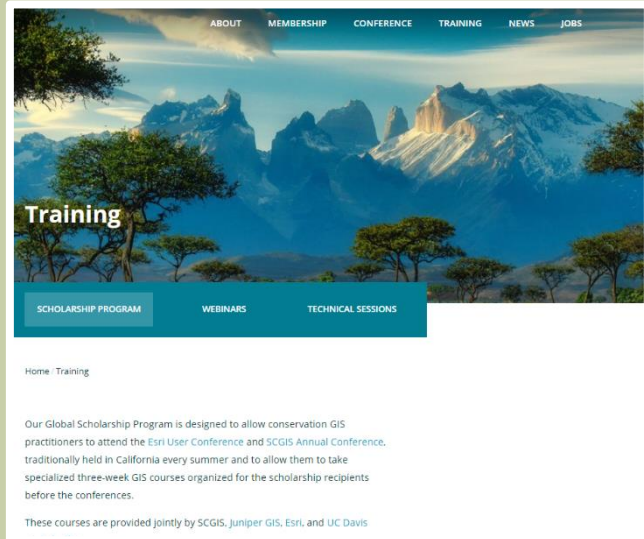 ABOUT MEMBERSHIP CONFERENCE TRAINING NEWS JOBS
Training
SCHOLARSHIP PROGRAM WEBINARS TECHNICAL SESSIONS
Home / Training
Our Global Scholarship Program is designed to allow conservation GIS
practitioners to attend the Esri User Conference and SCGIS Annual Conference,
traditionally held in California every summer and to allow them to take
specialized three-week GIS courses organized for the scholarship recipients
before the conferences.
These courses are provided jointly by SCGIS, Juniper GIS, Esri, and UC Davis